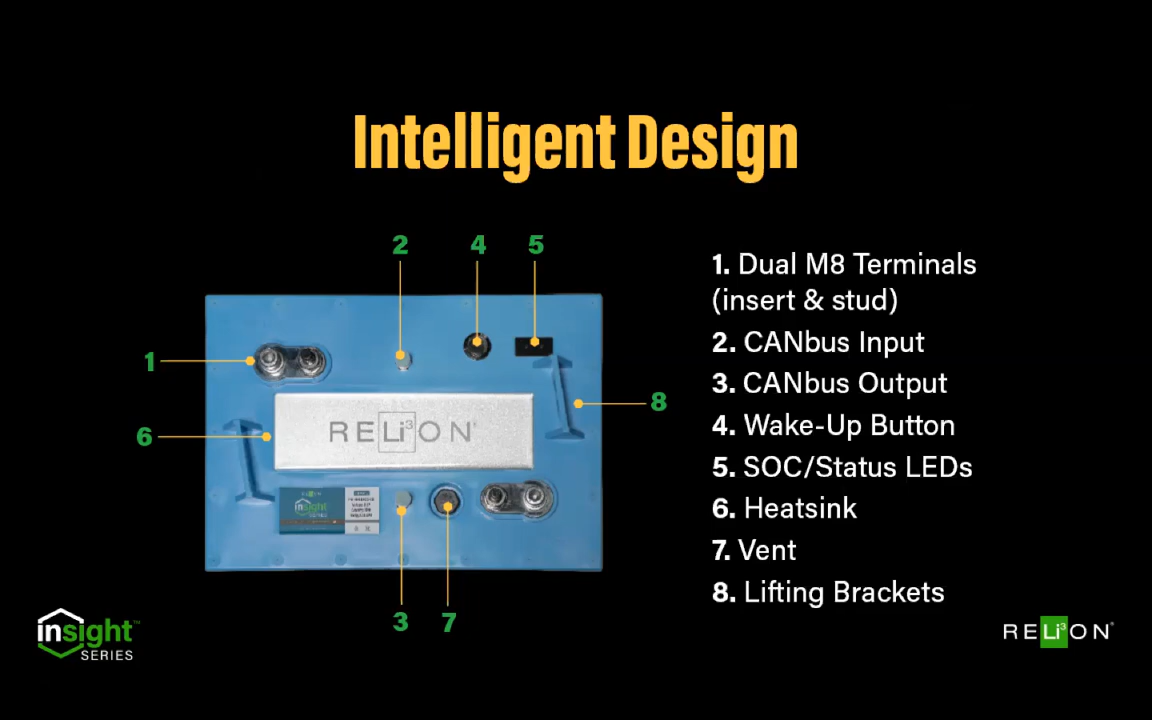 Intelligent Design
2
4
5
1
8
6
RELi³ON®
insight
3
7
1. Dual M8 Terminals
(insert & stud)
2. CANbus Input
3. CANbus Output
4. Wake-Up Button
5. SOC/Status LEDs
6. Heatsink
7. Vent
8. Lifting Brackets
insight™
SERIES
RELi³ON®